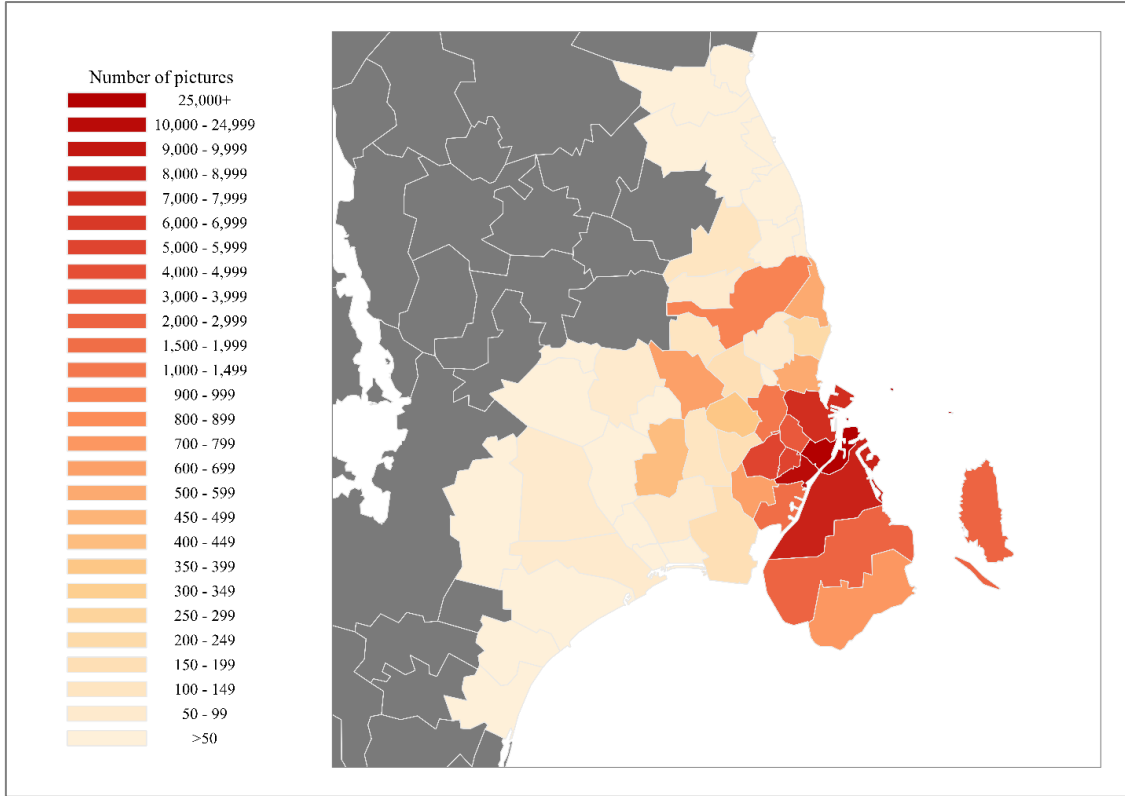 Number of pictures
25,000+
10,000 - 24,999
9,000 - 9,999
8,000 - 8,999
7,000 - 7,999
6,000 - 6,999
5,000 - 5,999
4,000 - 4,999
3,000 - 3,999
2,000 - 2,999
1,500 - 1,999
1,000 - 1,499
900 - 999
800 - 899
700 - 799
600 - 699
500 - 599
450 - 499
400 - 449
350 - 399
300 - 349
250 - 299
200 - 249
150 - 199
100 - 149
50 - 99
>50